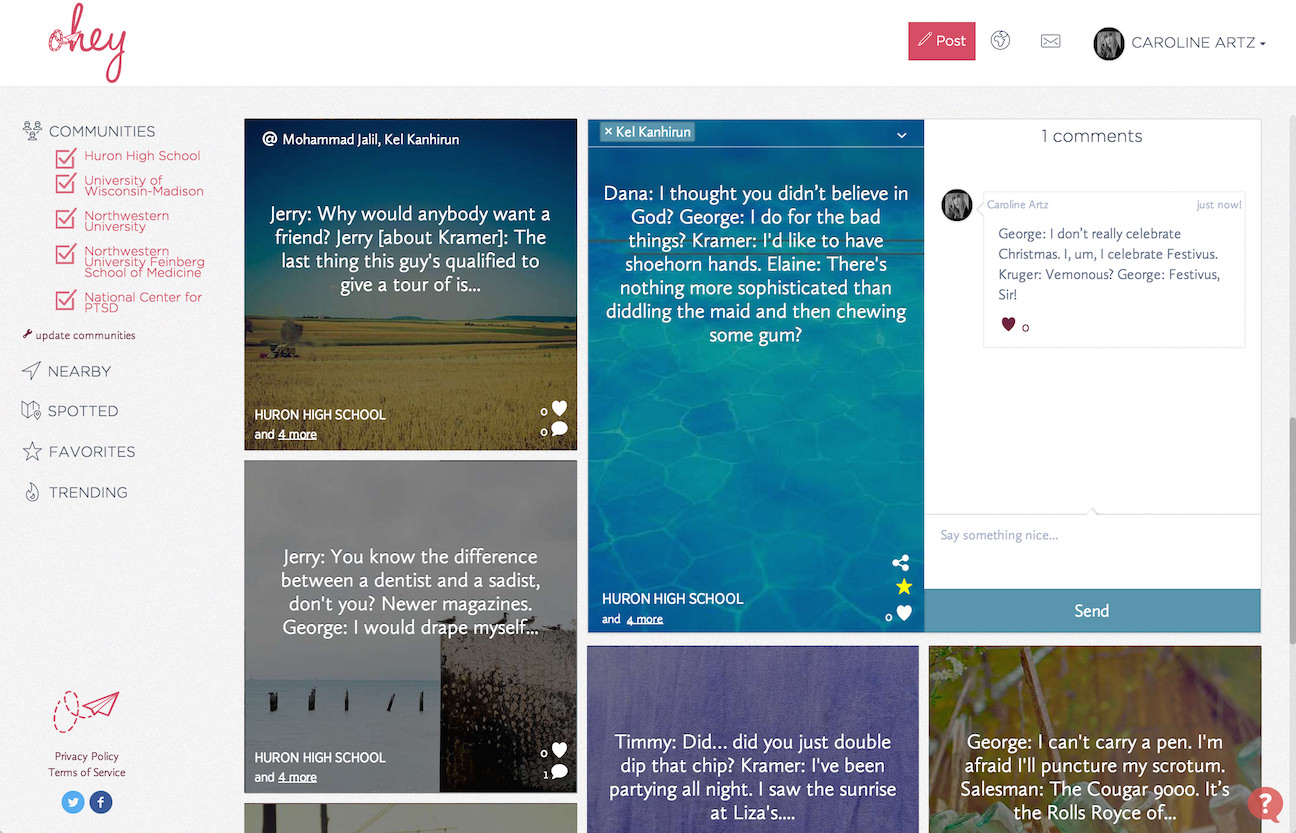 ohey
Post
CAROLINE ARTZ
COMMUNITIES
Huron High School
University of
Wisconsin-Madison
Northwestern
University
Northwestern
University Feinberg
School of Medicine
National Center for
PTSD
update communities
NEARBY
SPOTTED
FAVORITES
TRENDING
Privacy Policy
Terms of Service
@ Mohammad Jalil, Kel Kanhirun
Jerry: Why would anybody want a
friend? Jerry [about Kramer]: The
last thing this guy's qualified to
give a tour of is...
HURON HIGH SCHOOL
0
and 4 more
0
Jerry: You know the difference
between a dentist and a sadist,
don't you? Newer magazines.
George: I would drape myself...
HURON HIGH SCHOOL
0
and 4 more
1
× Kel Kanhirun
Dana: I thought you didn’t believe in
God? George: I do for the bad
things? Kramer: I'd like to have
shoehorn hands. Elaine: There's
nothing more sophisticated than
diddling the maid and then chewing
some gum?
HURON HIGH SCHOOL
and 4 more
0
1 comments
Caroline Artz just now!
George: I don’t really celebrate
Christmas. I, um, I celebrate Festivus.
Kruger: Vemonous? George: Festivus,
Sir!
0
Say something nice...
Send
Timmy: Did... did you just double
dip that chip? Kramer: I've been
partying all night. I saw the sunrise
at Liza's....
George: I can't carry a pen. I'm
afraid I'll puncture my scrotum.
Salesman: The Cougar 9000. It's
the Rolls Royce of...
?